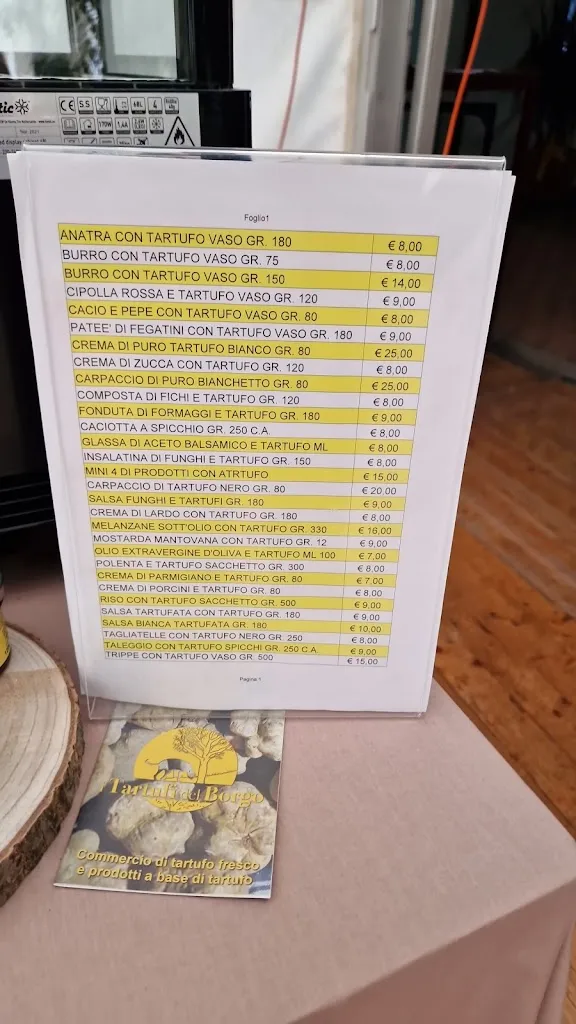 tic
CE S.S 68L 4
170W 1,4A
Foglio1
ANATRA CON TARTUFO VASO GR. 180 € 8,00
BURRO CON TARTUFO VASO GR. 75 € 8,00
BURRO CON TARTUFO VASO GR. 150 € 14,00
CIPOLLA ROSSA E TARTUFO VASO GR. 120 € 9,00
CACIO E PEPE CON TARTUFO VASO GR. 80 € 8,00
PATEE' DI FEGATINI CON TARTUFO VASO GR. 180 € 9,00
CREMA DI PURO TARTUFO BIANCO GR. 80 € 25,00
CREMA DI ZUCCA CON TARTUFO GR. 120 € 8,00
CARPACCIO DI PURO BIANCHETTO GR. 80 € 25,00
COMPOSTA DI FICHI E TARTUFO GR. 120 € 8,00
FONDUTA DI FORMAGGI E TARTUFO GR. 180 € 9,00
CACIOTTA A SPICCHIO GR. 250 C.A. € 8,00
GLASSA DI ACETO BALSAMICO E TARTUFO ML € 8,00
INSALATINA DI FUNGHI E TARTUFO GR. 150 € 8,00
MINI 4 DI PRODOTTI CON ATRTUFO € 15,00
CARPACCIO DI TARTUFO NERO GR. 80 € 20,00
SALSA FUNGHI E TARTUFI GR. 180 € 9,00
CREMA DI LARDO CON TARTUFO GR. 180 € 8,00
MELANZANE SOTT'OLIO CON TARTUFO GR. 330 € 16,00
MOSTARDA MANTOVANA CON TARTUFO GR. 12 € 9,00
OLIO EXTRAVERGINE D'OLIVA E TARTUFO ML 100 € 7,00
POLENTA E TARTUFO SACCHETTO GR. 300 € 8,00
CREMA DI PARMIGIANO E TARTUFO GR. 80 € 7,00
CREMA DI PORCINI E TARTUFO GR. 80 € 8,00
RISO CON TARTUFO SACCHETTO GR. 500 € 9,00
SALSA TARTUFATA CON TARTUFO GR. 180 € 9,00
SALSA BIANCA TARTUFATA GR. 180 € 10,00
TAGLIATELLE CON TARTUFO NERO GR. 250 € 8,00
TALEGGIO CON TARTUFO SPICCHI GR. 250 C.A. € 9,00
TRIPPE CON TARTUFO VASO GR. 500 € 15,00
Pagina 1
I Tartufi del Borgo
Commercio di tartufo fresco
e prodotti a base di tartufo